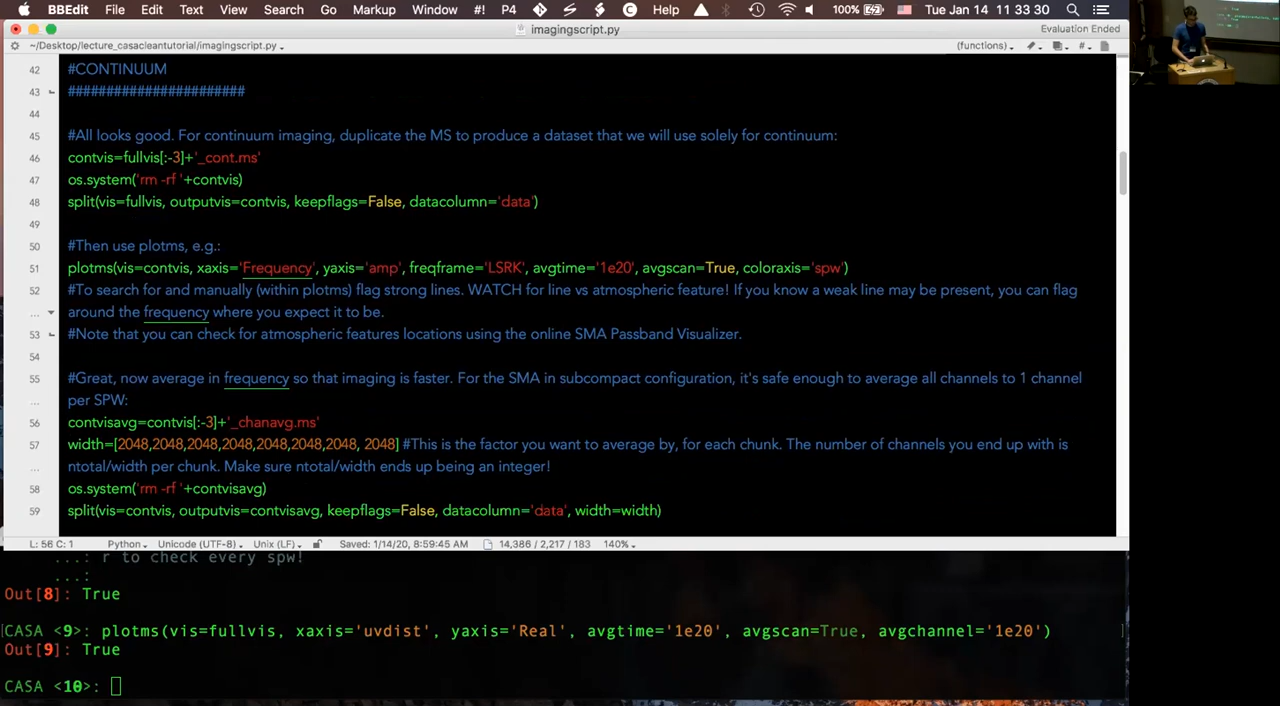 BBEdit File Edit Text View Search Go Markup Window #! P4 Help 100% Tue Jan 14 11 33 30
imagingscript.py
Evaluation Ended
~/Desktop/lecture_casacleantutorial/imagingscript.py
(functions)
42 #CONTINUUM
43 #######################
44
45 #All looks good. For continuum imaging, duplicate the MS to produce a dataset that we will use solely for continuum:
46 contvis=fullvis[:-3]+'_cont.ms'
47 os.system('rm -rf '+contvis)
48 split(vis=fullvis, outputvis=contvis, keepflags=False, datacolumn='data')
49
50 #Then use plotms, e.g.:
51 plotms(vis=contvis, xaxis='Frequency', yaxis='amp', freqframe='LSRK', avgtime='1e20', avgscan=True, coloraxis='spw')
52 #To search for and manually (within plotms) flag strong lines. WATCH for line vs atmospheric feature! If you know a weak line may be present, you can flag
... around the frequency where you expect it to be.
53 #Note that you can check for atmospheric features locations using the online SMA Passband Visualizer.
54
55 #Great, now average in frequency so that imaging is faster. For the SMA in subcompact configuration, it's safe enough to average all channels to 1 channel
... per SPW:
56 contvisavg=contvis[:-3]+'_chanavg.ms'
57 width=[2048,2048,2048,2048,2048,2048,2048, 2048] #This is the factor you want to average by, for each chunk. The number of channels you end up with is
... ntotal/width per chunk. Make sure ntotal/width ends up being an integer!
58 os.system('rm -rf '+contvisavg)
59 split(vis=contvis, outputvis=contvisavg, keepflags=False, datacolumn='data', width=width)
L: 56 C: 1 Python Unicode (UTF-8) Unix (LF) Saved: 1/14/20, 8:59:45 AM 14,386 / 2,217 / 183 140%
...: r to check every spw!
...:
Out[8]: True
CASA <9>: plotms(vis=fullvis, xaxis='uvdist', yaxis='Real', avgtime='1e20', avgscan=True, avgchannel='1e20')
Out[9]: True
CASA <10>: